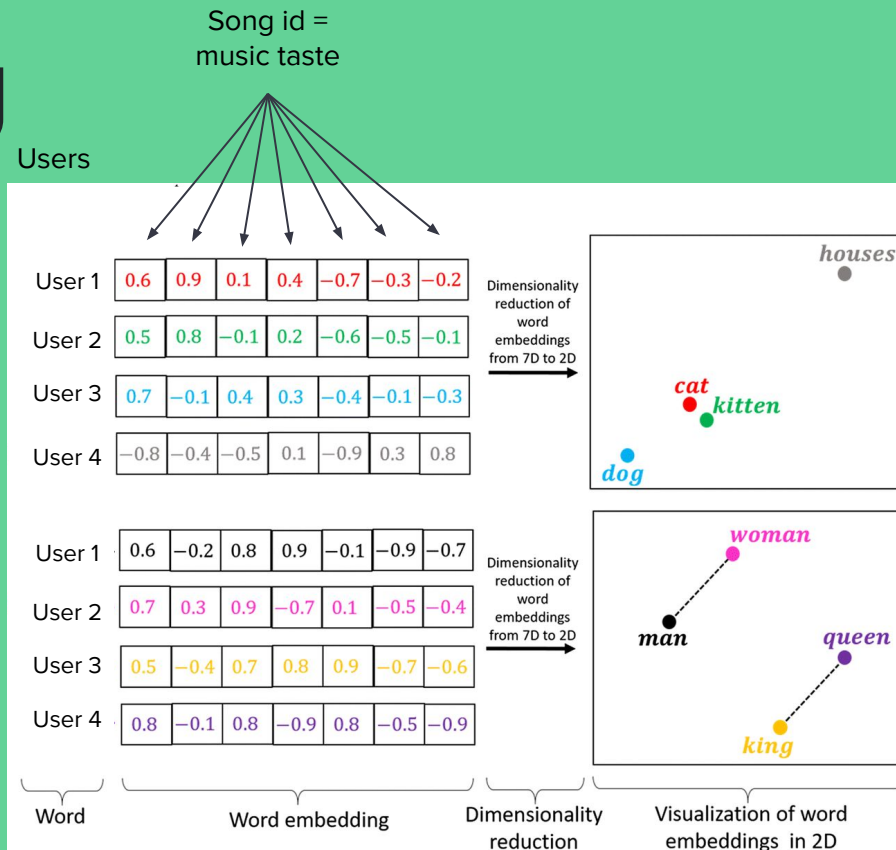 Song id =
music taste
Users
User 1 0.6 0.9 0.1 0.4 −0.7 −0.3 −0.2
User 2 0.5 0.8 −0.1 0.2 −0.6 −0.5 −0.1
User 3 0.7 −0.1 0.4 0.3 −0.4 −0.1 −0.3
User 4 −0.8 −0.4 −0.5 0.1 −0.9 0.3 0.8
Dimensionality
reduction of
word
embeddings
from 7D to 2D
houses
cat
kitten
dog
User 1 0.6 −0.2 0.8 0.9 −0.1 −0.9 −0.7
User 2 0.7 0.3 0.9 −0.7 0.1 −0.5 −0.4
User 3 0.5 −0.4 0.7 0.8 0.9 −0.7 −0.6
User 4 0.8 −0.1 0.8 −0.9 0.8 −0.5 −0.9
Dimensionality
reduction of
word
embeddings
from 7D to 2D
woman
man
queen
king
Word
Word embedding
Dimensionality
reduction
Visualization of word
embeddings in 2D